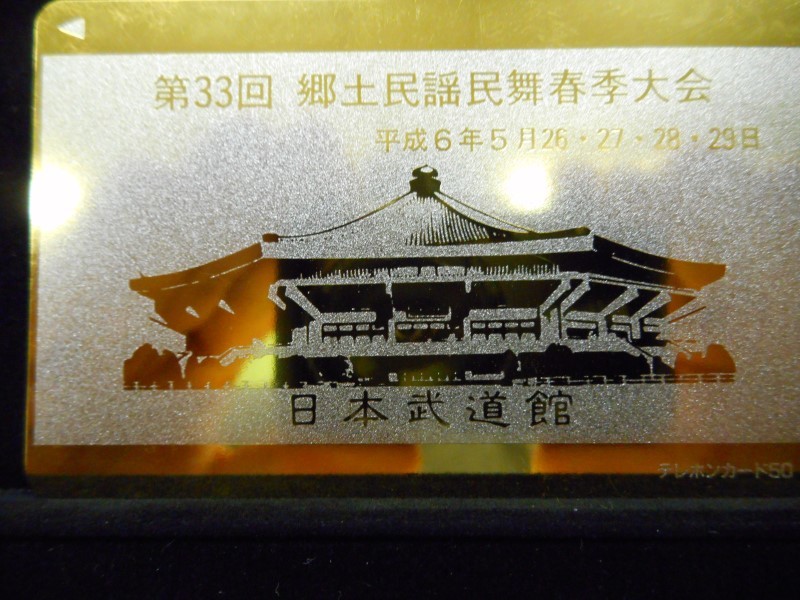 第33回 郷土民謡民舞春季大会
平成6年5月26・27・28・29日
日本武道館
テレホンカード50